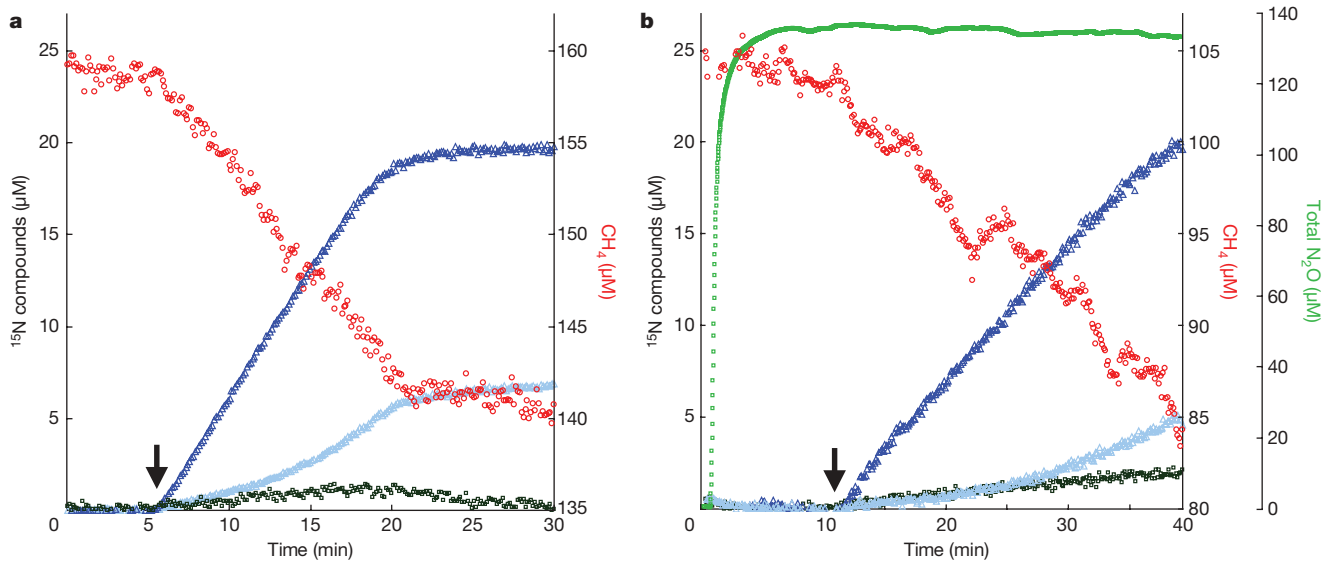 a
25
20
15
10
5
¹⁵N compounds (µM)
160
155
150
145
140
135
CH₄ (µM)
0 5 10 15 20 25 30
Time (min)
b
25
20
15
10
5
¹⁵N compounds (µM)
105
100
95
90
85
80
CH₄ (µM)
140
120
100
80
60
40
20
0
Total N₂O (µM)
0 10 20 30 40
Time (min)